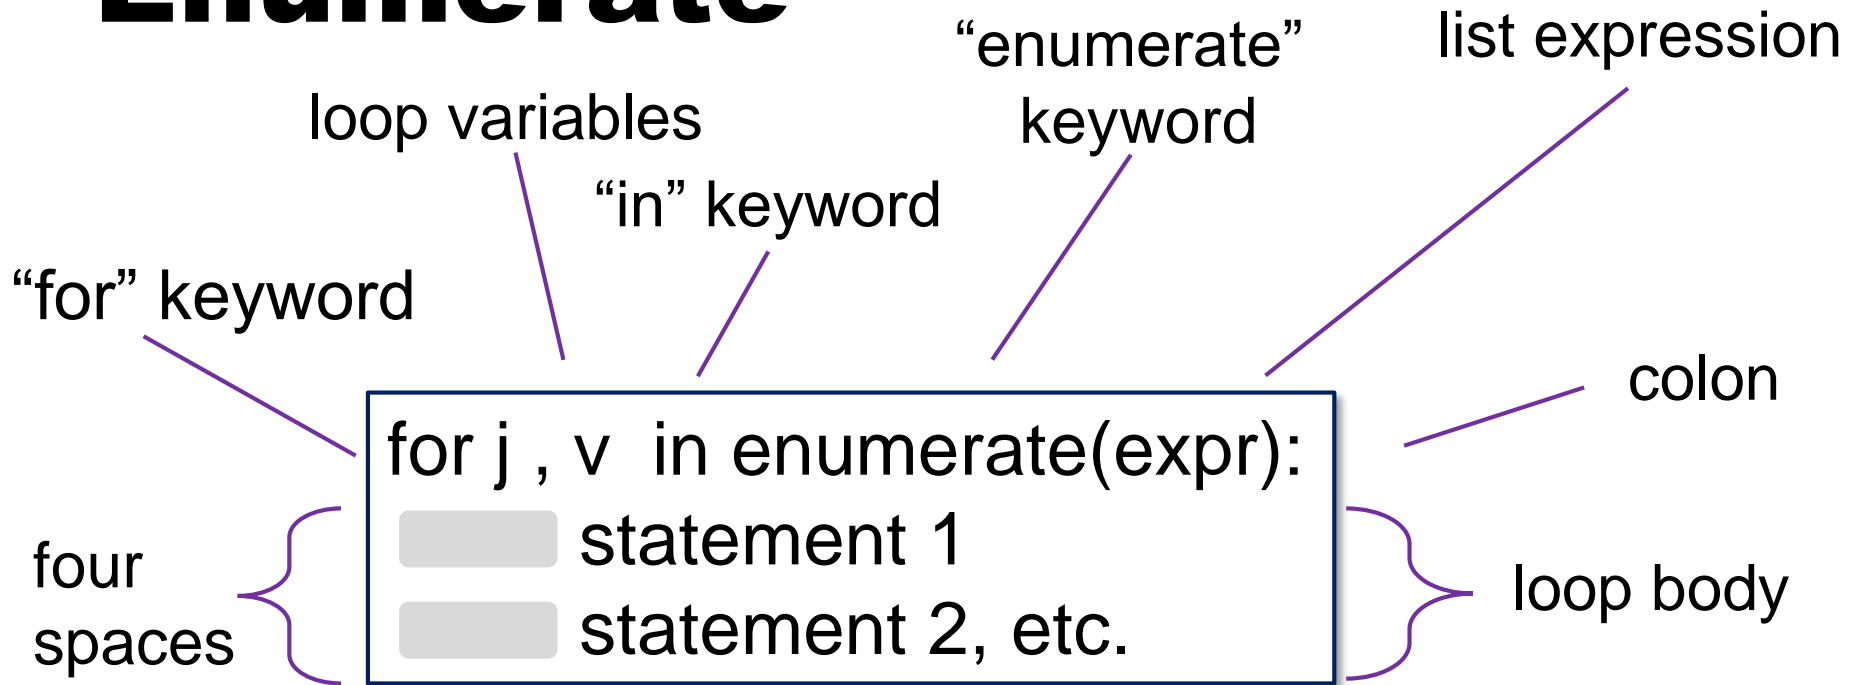 Enumerate
“enumerate”
keyword
list expression
loop variables
“in” keyword
“for” keyword
colon
for j , v in enumerate(expr):
statement 1
statement 2, etc.
four
spaces
loop body